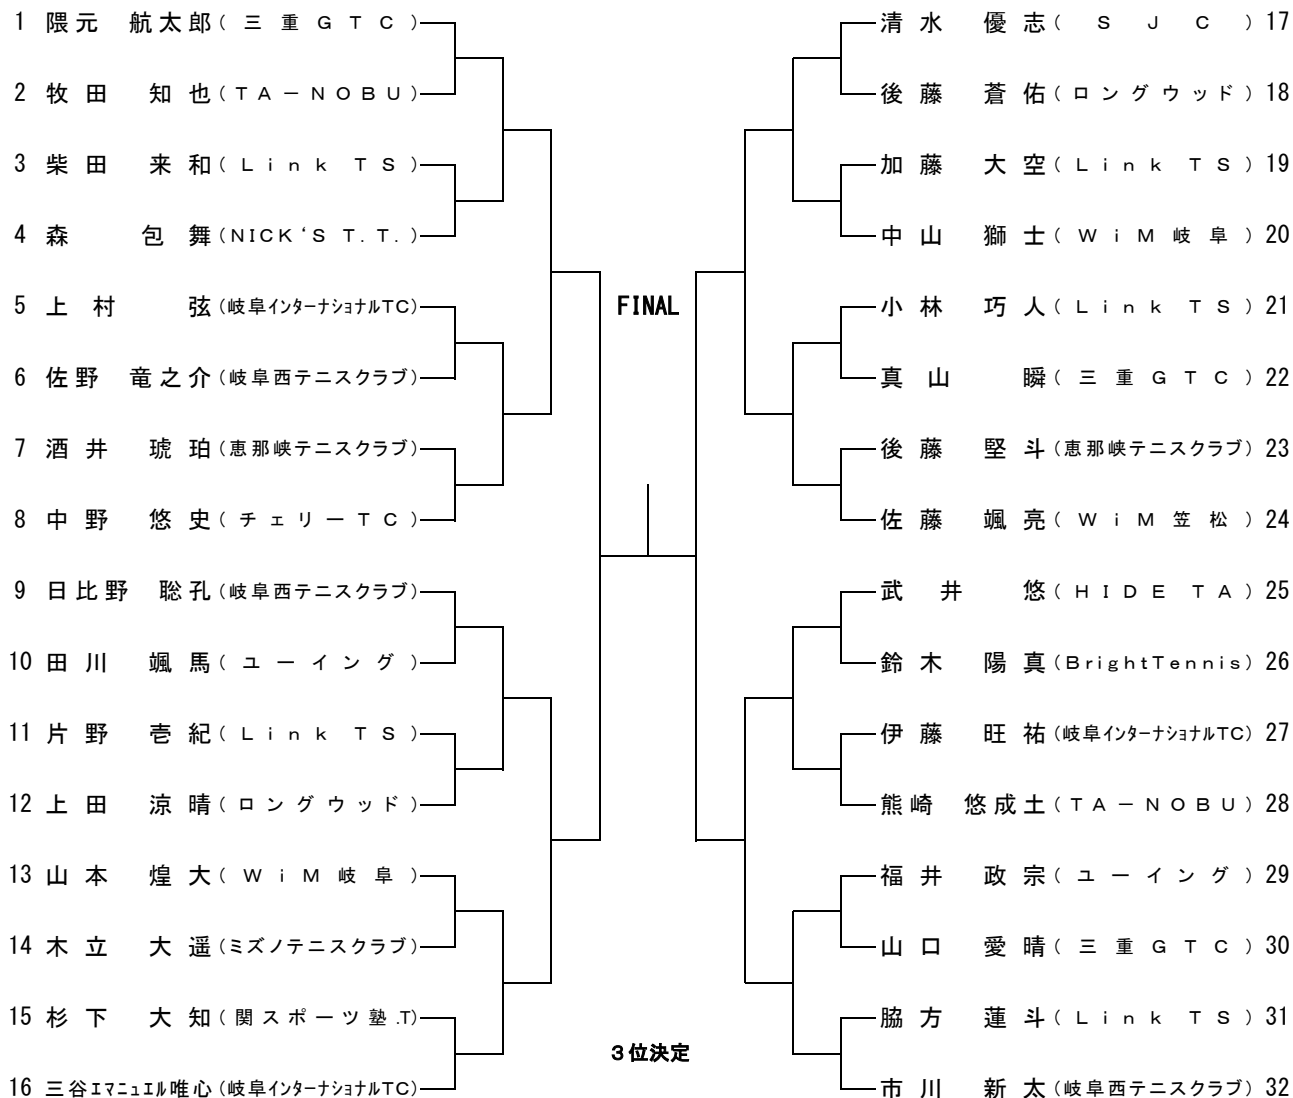 1 隈元 航太郎(三重GTC)
2 牧田 知也(TA－NOBU)
3 柴田 来和(Link TS)
4 森 包舞(NICK‘S T.T.)
5 上村 弦(岐阜インターナショナルTC)
6 佐野 竜之介(岐阜西テニスクラブ)
7 酒井 琥珀(恵那峡テニスクラブ)
8 中野 悠史(チェリーTC)
9 日比野 聡孔(岐阜西テニスクラブ)
10 田川 颯馬(ユーイング)
11 片野 壱紀(Link TS)
12 上田 涼晴(ロングウッド)
13 山本 煌大(WiM岐阜)
14 木立 大遥(ミズノテニスクラブ)
15 杉下 大知(関スポーツ塾.T)
16 三谷エマニュエル唯心(岐阜インターナショナルTC)
FINAL
3位決定
清水 優志(SJC) 17
後藤 蒼佑(ロングウッド) 18
加藤 大空(Link TS) 19
中山 獅士(WiM岐阜) 20
小林 巧人(Link TS) 21
真山 瞬(三重GTC) 22
後藤 堅斗(恵那峡テニスクラブ) 23
佐藤 颯亮(WiM笠松) 24
武井 悠(HIDE TA) 25
鈴木 陽真(BrightTennis) 26
伊藤 旺祐(岐阜インターナショナルTC) 27
熊崎 悠成土(TA－NOBU) 28
福井 政宗(ユーイング) 29
山口 愛晴(三重GTC) 30
脇方 蓮斗(Link TS) 31
市川 新太(岐阜西テニスクラブ) 32